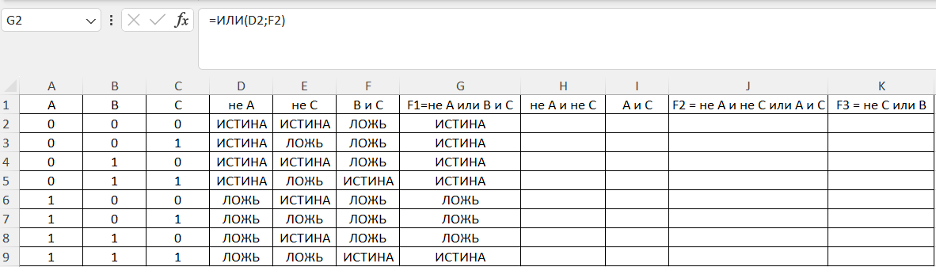 G2 fx =ИЛИ(D2;F2)
A B C D E F G H I J K
1 A B C не A не C B и C F1=не A или B и C не A и не C A и C F2 = не A и не C или A и C F3 = не C или B
2 0 0 0 ИСТИНА ИСТИНА ЛОЖЬ ИСТИНА
3 0 0 1 ИСТИНА ЛОЖЬ ЛОЖЬ ИСТИНА
4 0 1 0 ИСТИНА ИСТИНА ЛОЖЬ ИСТИНА
5 0 1 1 ИСТИНА ЛОЖЬ ИСТИНА ИСТИНА
6 1 0 0 ЛОЖЬ ИСТИНА ЛОЖЬ ЛОЖЬ
7 1 0 1 ЛОЖЬ ЛОЖЬ ЛОЖЬ ЛОЖЬ
8 1 1 0 ЛОЖЬ ИСТИНА ЛОЖЬ ЛОЖЬ
9 1 1 1 ЛОЖЬ ЛОЖЬ ИСТИНА ИСТИНА